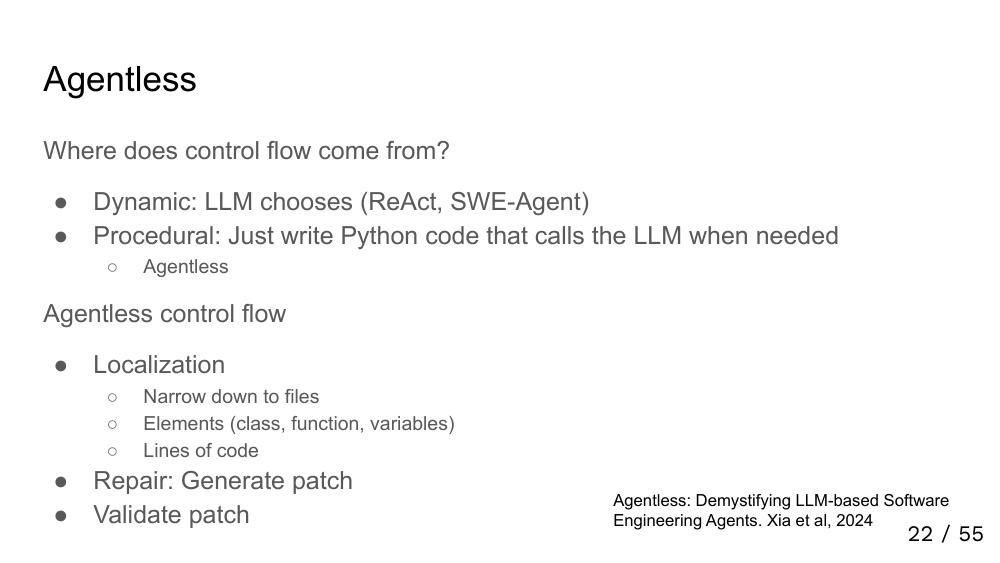 Agentless
Where does control flow come from?
● Dynamic: LLM chooses (ReAct, SWE-Agent)
● Procedural: Just write Python code that calls the LLM when needed
○ Agentless
Agentless control flow
● Localization
○ Narrow down to files
○ Elements (class, function, variables)
○ Lines of code
● Repair: Generate patch
● Validate patch
Agentless: Demystifying LLM-based Software
Engineering Agents. Xia et al, 2024
22 / 55